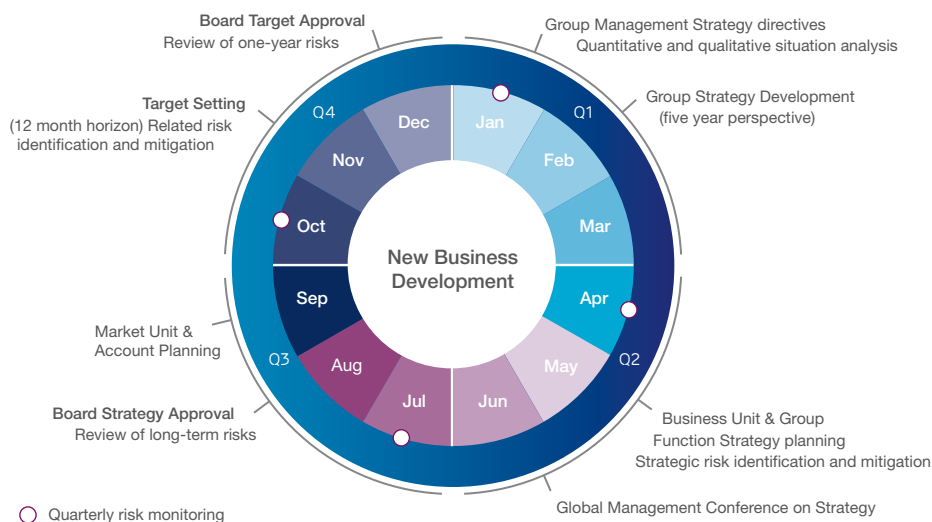 Board Target Approval
Review of one-year risks
Group Management Strategy directives
Quantitative and qualitative situation analysis
Target Setting
(12 month horizon) Related risk
identification and mitigation
Group Strategy Development
(five year perspective)
Q4
Q1
Dec
Jan
Nov
Feb
Oct
Mar
New Business
Development
Sep
Apr
Aug
May
Jul
Jun
Q3
Q2
Market Unit &
Account Planning
Board Strategy Approval
Review of long-term risks
Business Unit & Group
Function Strategy planning
Strategic risk identification and mitigation
Global Management Conference on Strategy
Quarterly risk monitoring